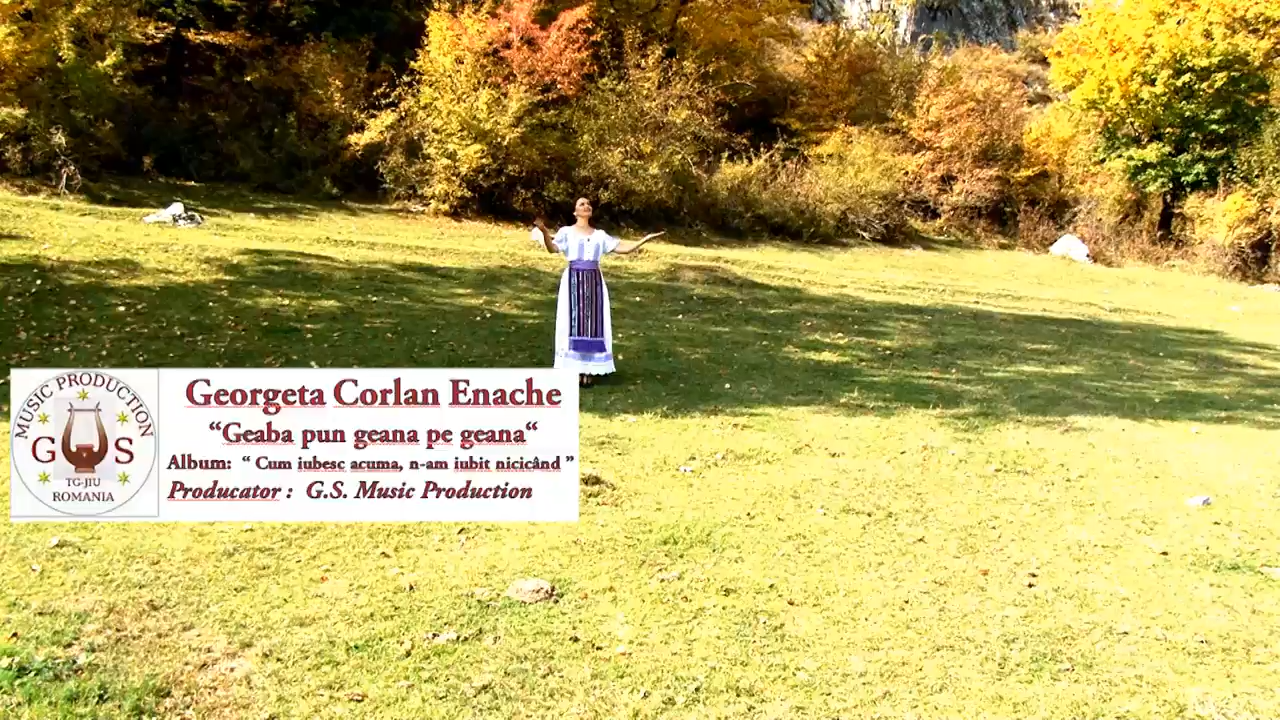 MUSIC PRODUCTION
G S
TG-JIU
ROMANIA
Georgeta Corlan Enache
“Geaba pun geana pe geana“
Album: “ Cum iubesc acuma, n-am iubit nicicând ”
Producator : G.S. Music Production